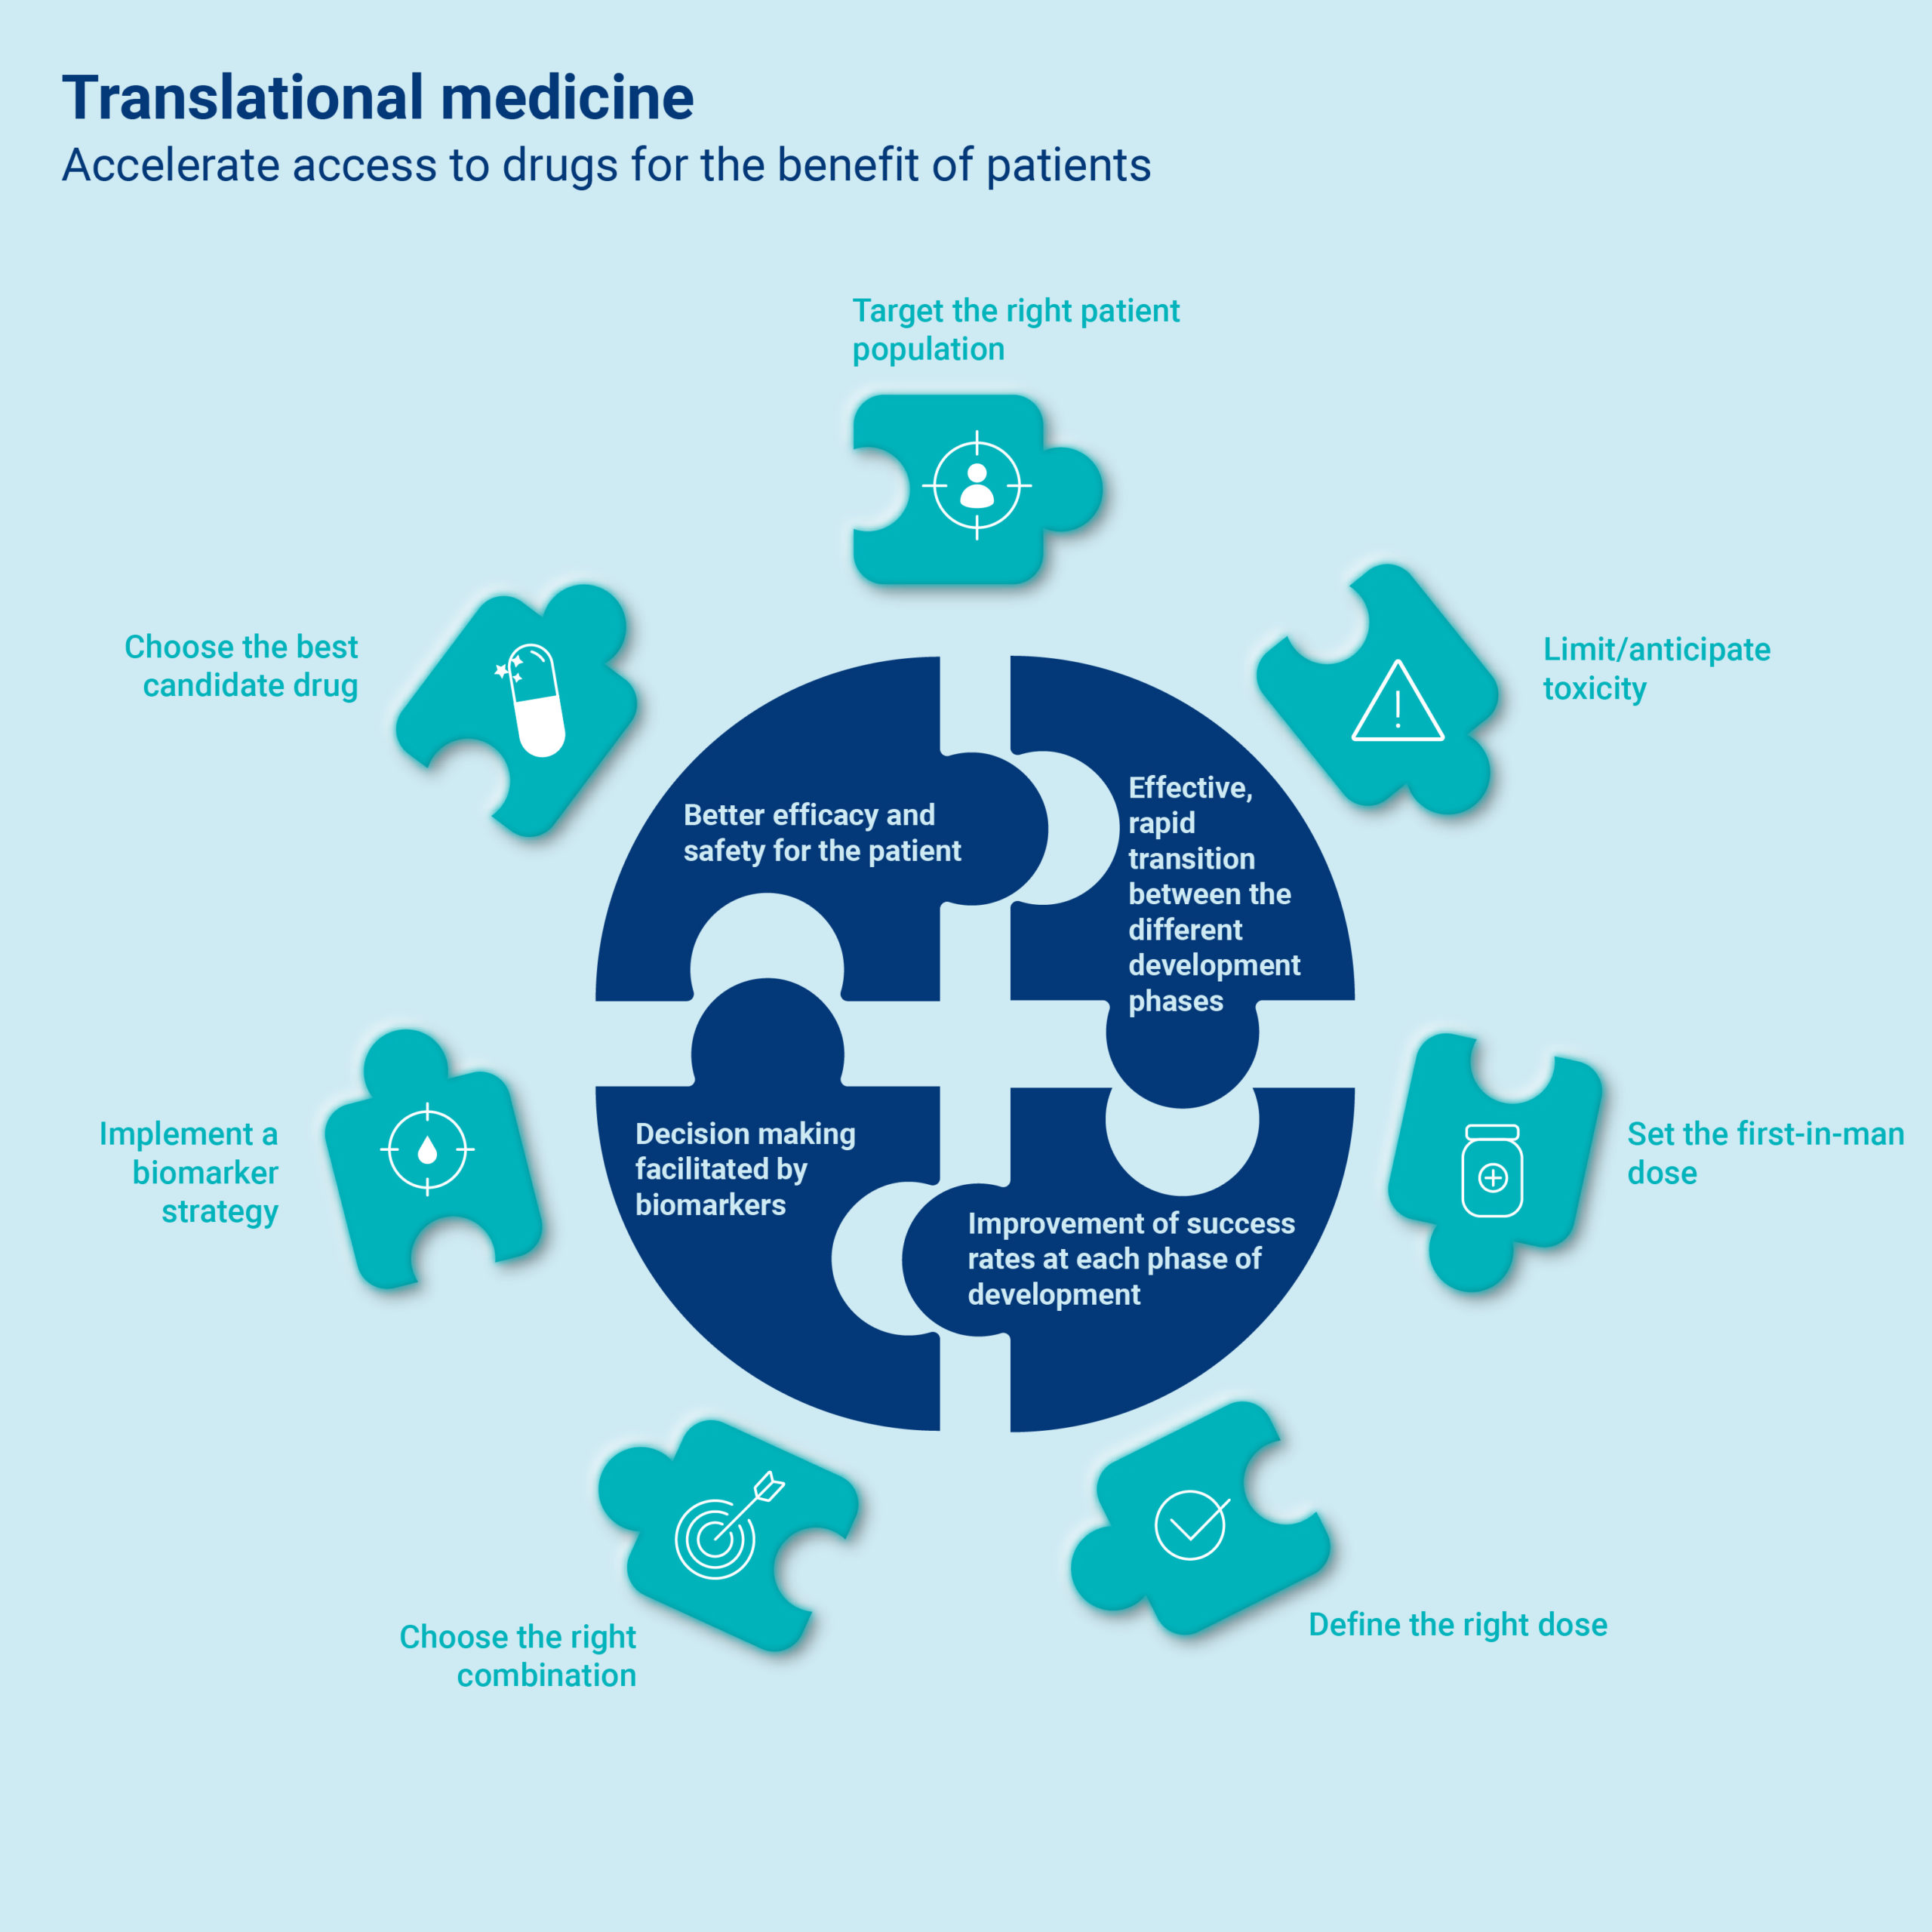 Translational medicine
Accelerate access to drugs for the benefit of patients
Target the right patient
population
Choose the best
candidate drug
Limit/anticipate
toxicity
Better efficacy and
safety for the patient
Effective,
rapid
transition
between the
different
development
phases
Implement a
biomarker
strategy
Decision making
facilitated by
biomarkers
Improvement of success
rates at each phase of
development
Set the first-in-man
dose
Choose the right
combination
Define the right dose